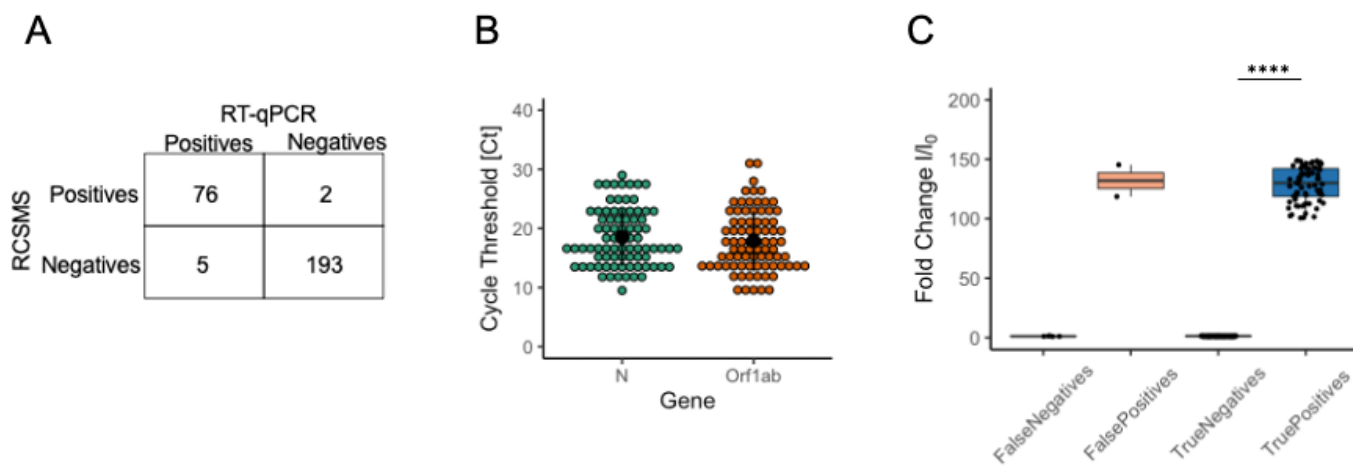 A
RT-qPCR
Positives Negatives
RCSMS
Positives 76 2
Negatives 5 193
B
Cycle Threshold [Ct]
40
30
20
10
0
N Orf1ab
Gene
C
****
Fold Change I/I₀
200
150
100
50
0
FalseNegatives
FalsePositives
TrueNegatives
TruePositives